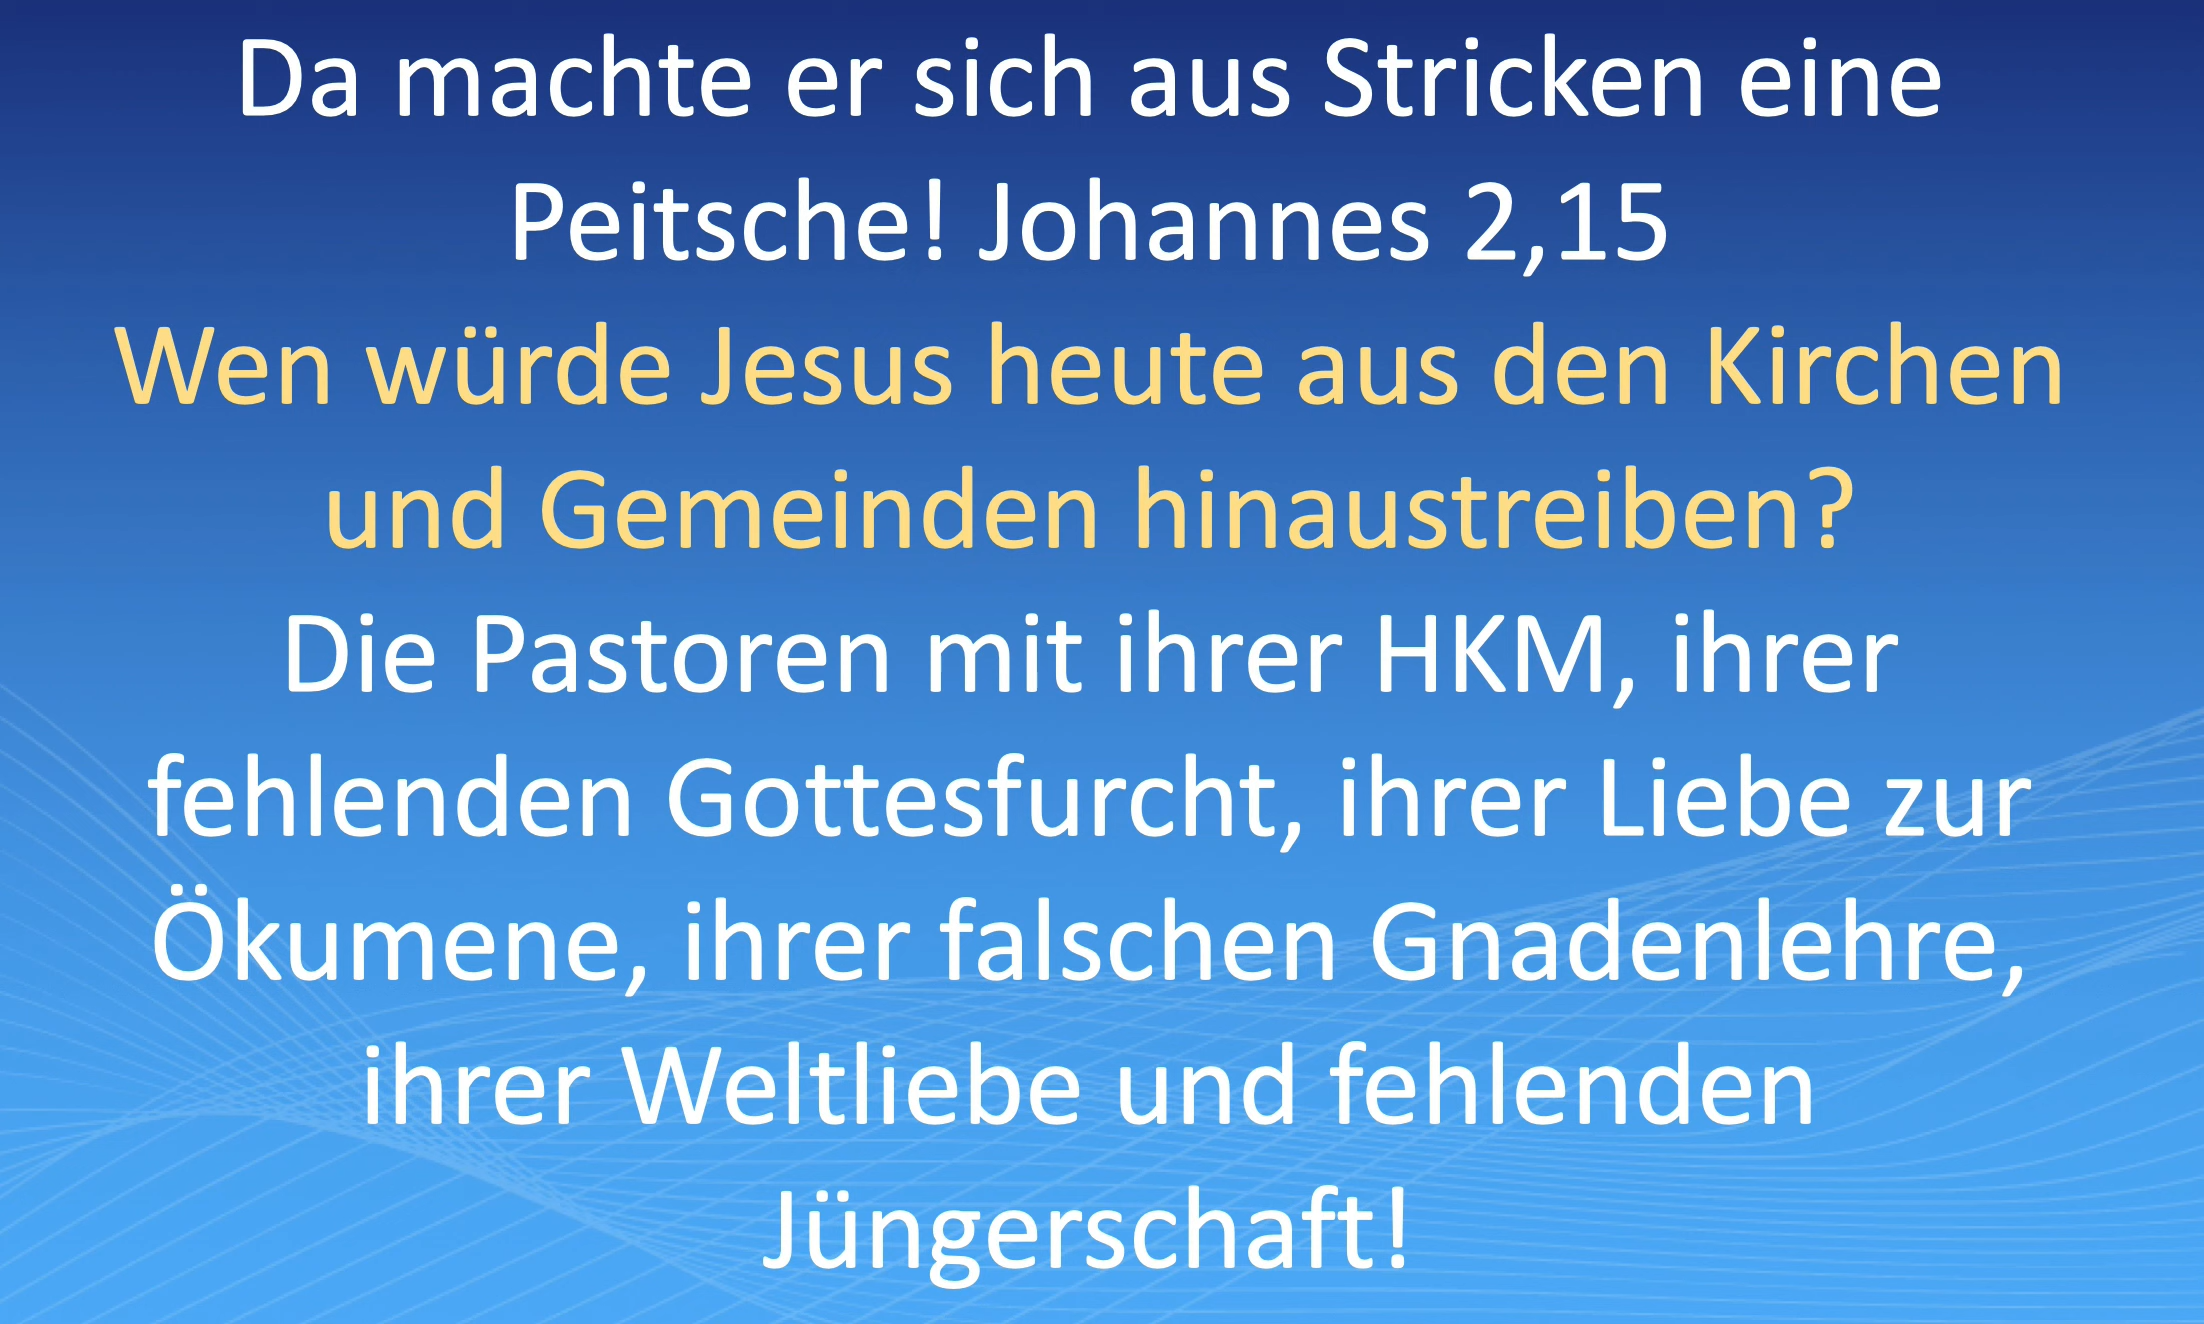 Da machte er sich aus Stricken eine
Peitsche! Johannes 2,15
Wen würde Jesus heute aus den Kirchen
und Gemeinden hinaustreiben?
Die Pastoren mit ihrer HKM, ihrer
fehlenden Gottesfurcht, ihrer Liebe zur
Ökumene, ihrer falschen Gnadenlehre,
ihrer Weltliebe und fehlenden
Jüngerschaft!